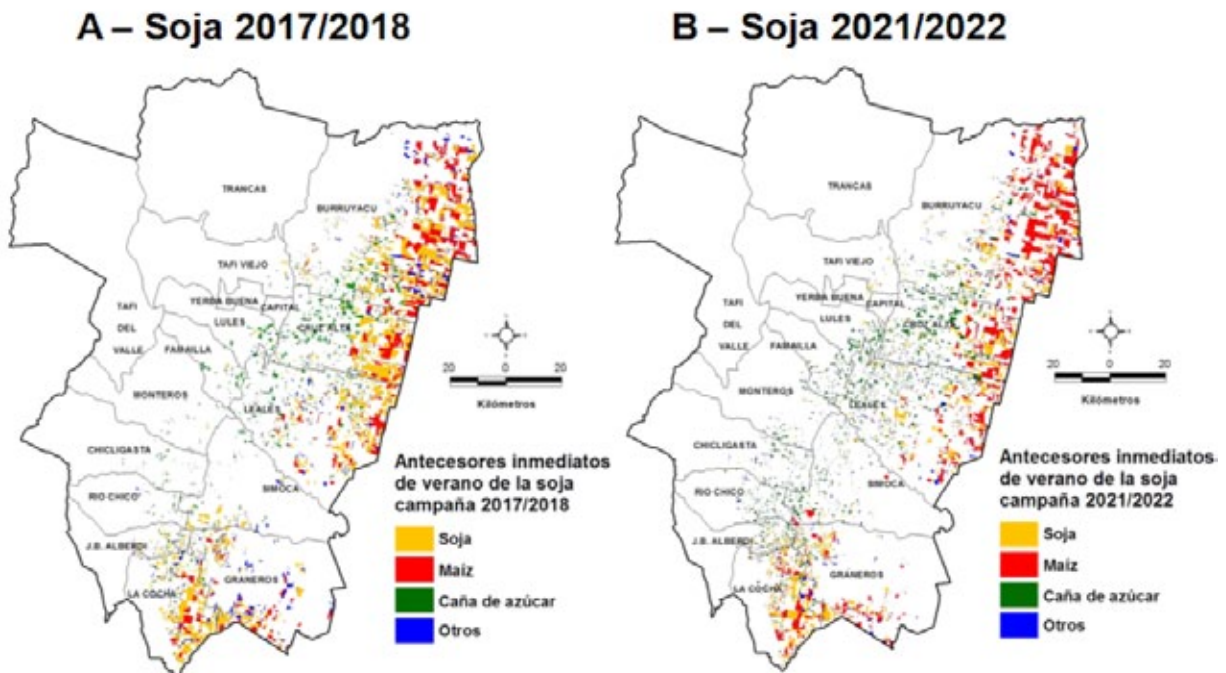 A – Soja 2017/2018
TRANCAS
BURRUYACU
TAFI VIEJO
YERBA BUENA
CAPITAL
TAFI
DEL
VALLE
LULES
CRUZ ALTA
FAMAILLA
MONTEROS
LEALES
CHICLIGASTA
RIO CHICO
SIMOCA
J.B. ALBERDI
GRANEROS
LA COCHA
20
0
20
Kilómetros
Antecesores inmediatos
de verano de la soja
campaña 2017/2018
Soja
Maíz
Caña de azúcar
Otros
B – Soja 2021/2022
TRANCAS
BURRUYACU
TAFI VIEJO
YERBA BUENA
CAPITAL
TAFI
DEL
VALLE
LULES
CRUZ ALTA
FAMAILLA
MONTEROS
LEALES
CHICLIGASTA
RIO CHICO
SIMOCA
J.B. ALBERDI
GRANEROS
LA COCHA
20
0
20
Kilómetros
Antecesores inmediatos
de verano de la soja
campaña 2021/2022
Soja
Maíz
Caña de azúcar
Otros